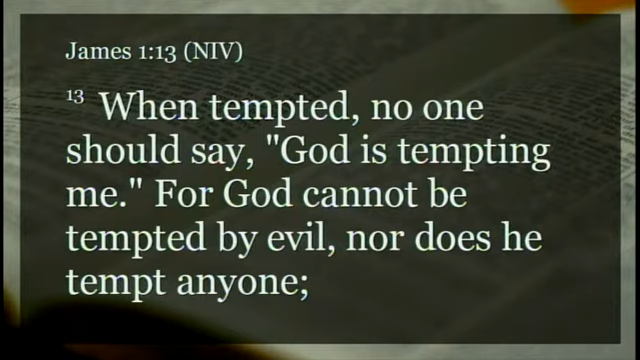 James 1:13 (NIV)
13 When tempted, no one
should say, "God is tempting
me." For God cannot be
tempted by evil, nor does he
tempt anyone;